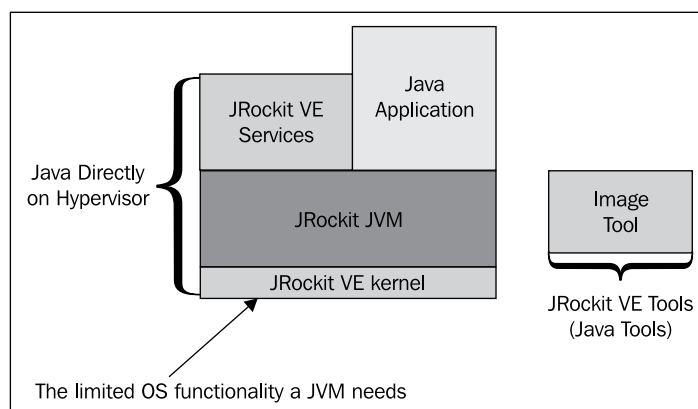 JRockit VE
Services
Java
Application
Java Directly
on Hypervisor
JRockit JVM
Image
Tool
JRockit VE kernel
JRockit VE Tools
(Java Tools)
The limited OS functionality a JVM needs